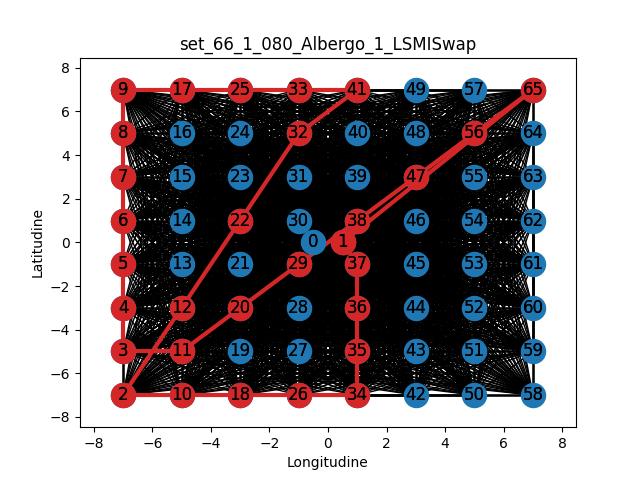 set_66_1_080_Albergo_1_LSMISwap
8
6
4
2
0
−2
−4
−6
−8
Latitudine
9 17 25 33 41 49 57 65
8 16 24 32 40 48 56 64
7 15 23 31 39 47 55 63
6 14 22 30 38 46 54 62
0 1
5 13 21 29 37 45 53 61
4 12 20 28 36 44 52 60
3 11 19 27 35 43 51 59
2 10 18 26 34 42 50 58
−8 −6 −4 −2 0 2 4 6 8
Longitudine